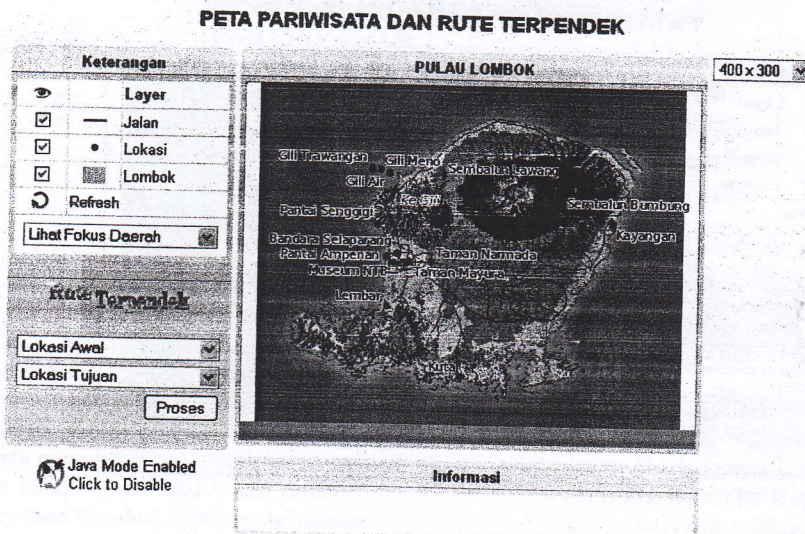 PETA PARIWISATA DAN RUTE TERPENDEK
Keterangan
Layer
Jalan
Lokasi
Lombok
Refresh
Lihat Fokus Daerah
Rute Terpendek
Lokasi Awal
Lokasi Tujuan
Proses
Java Mode Enabled
Click to Disable
PULAU LOMBOK
400 x 300
Gili Trawangan
Gili Meno
Sembalun Lawang
Gili Air
Ke Gili
Sembalun Bumbung
Pantai Senggigi
Kayangan
Bandara Selaparang
Pantai Ampenan
Taman Narmada
Museum NTB
Taman Mayura
Lembar
Kuta
Informasi